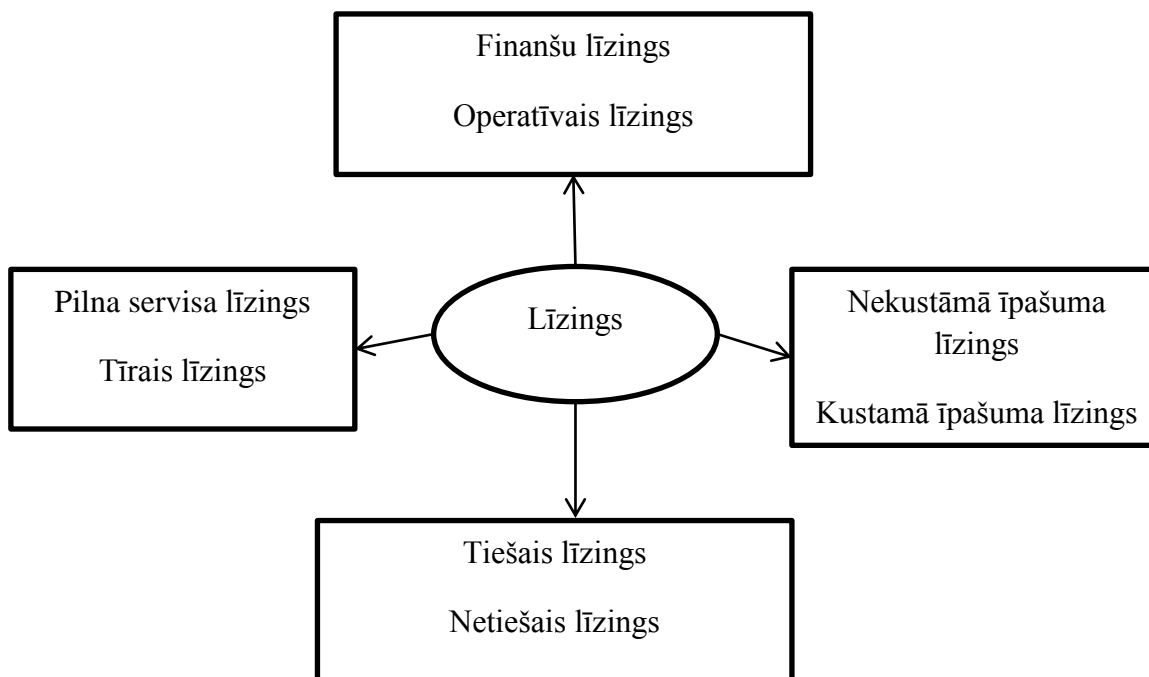 Finanšu līzings
Operatīvais līzings
Pilna servisa līzings
Tīrais līzings
Līzings
Nekustāmā īpašuma
līzings
Kustamā īpašuma līzings
Tiešais līzings
Netiešais līzings